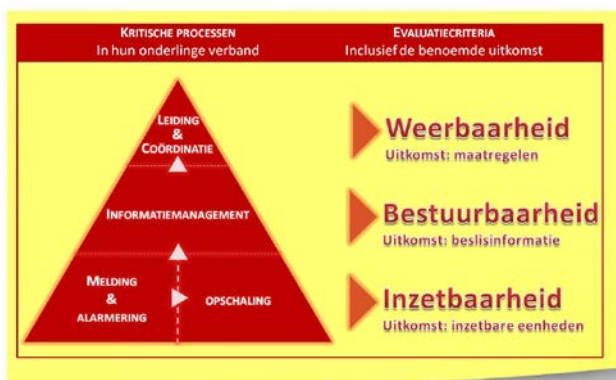 KRITISCHE PROCESSEN
In hun onderlinge verband
EVALUATIECRITERIA
Inclusief de benoemde uitkomst
LEIDING
&
COÖRDINATIE
INFORMATIEMANAGEMENT
MELDING
&
ALARMERING
OPSCHALING
Weerbaarheid
Uitkomst: maatregelen
Bestuurbaarheid
Uitkomst: beslisinformatie
Inzetbaarheid
Uitkomst: inzetbare eenheden